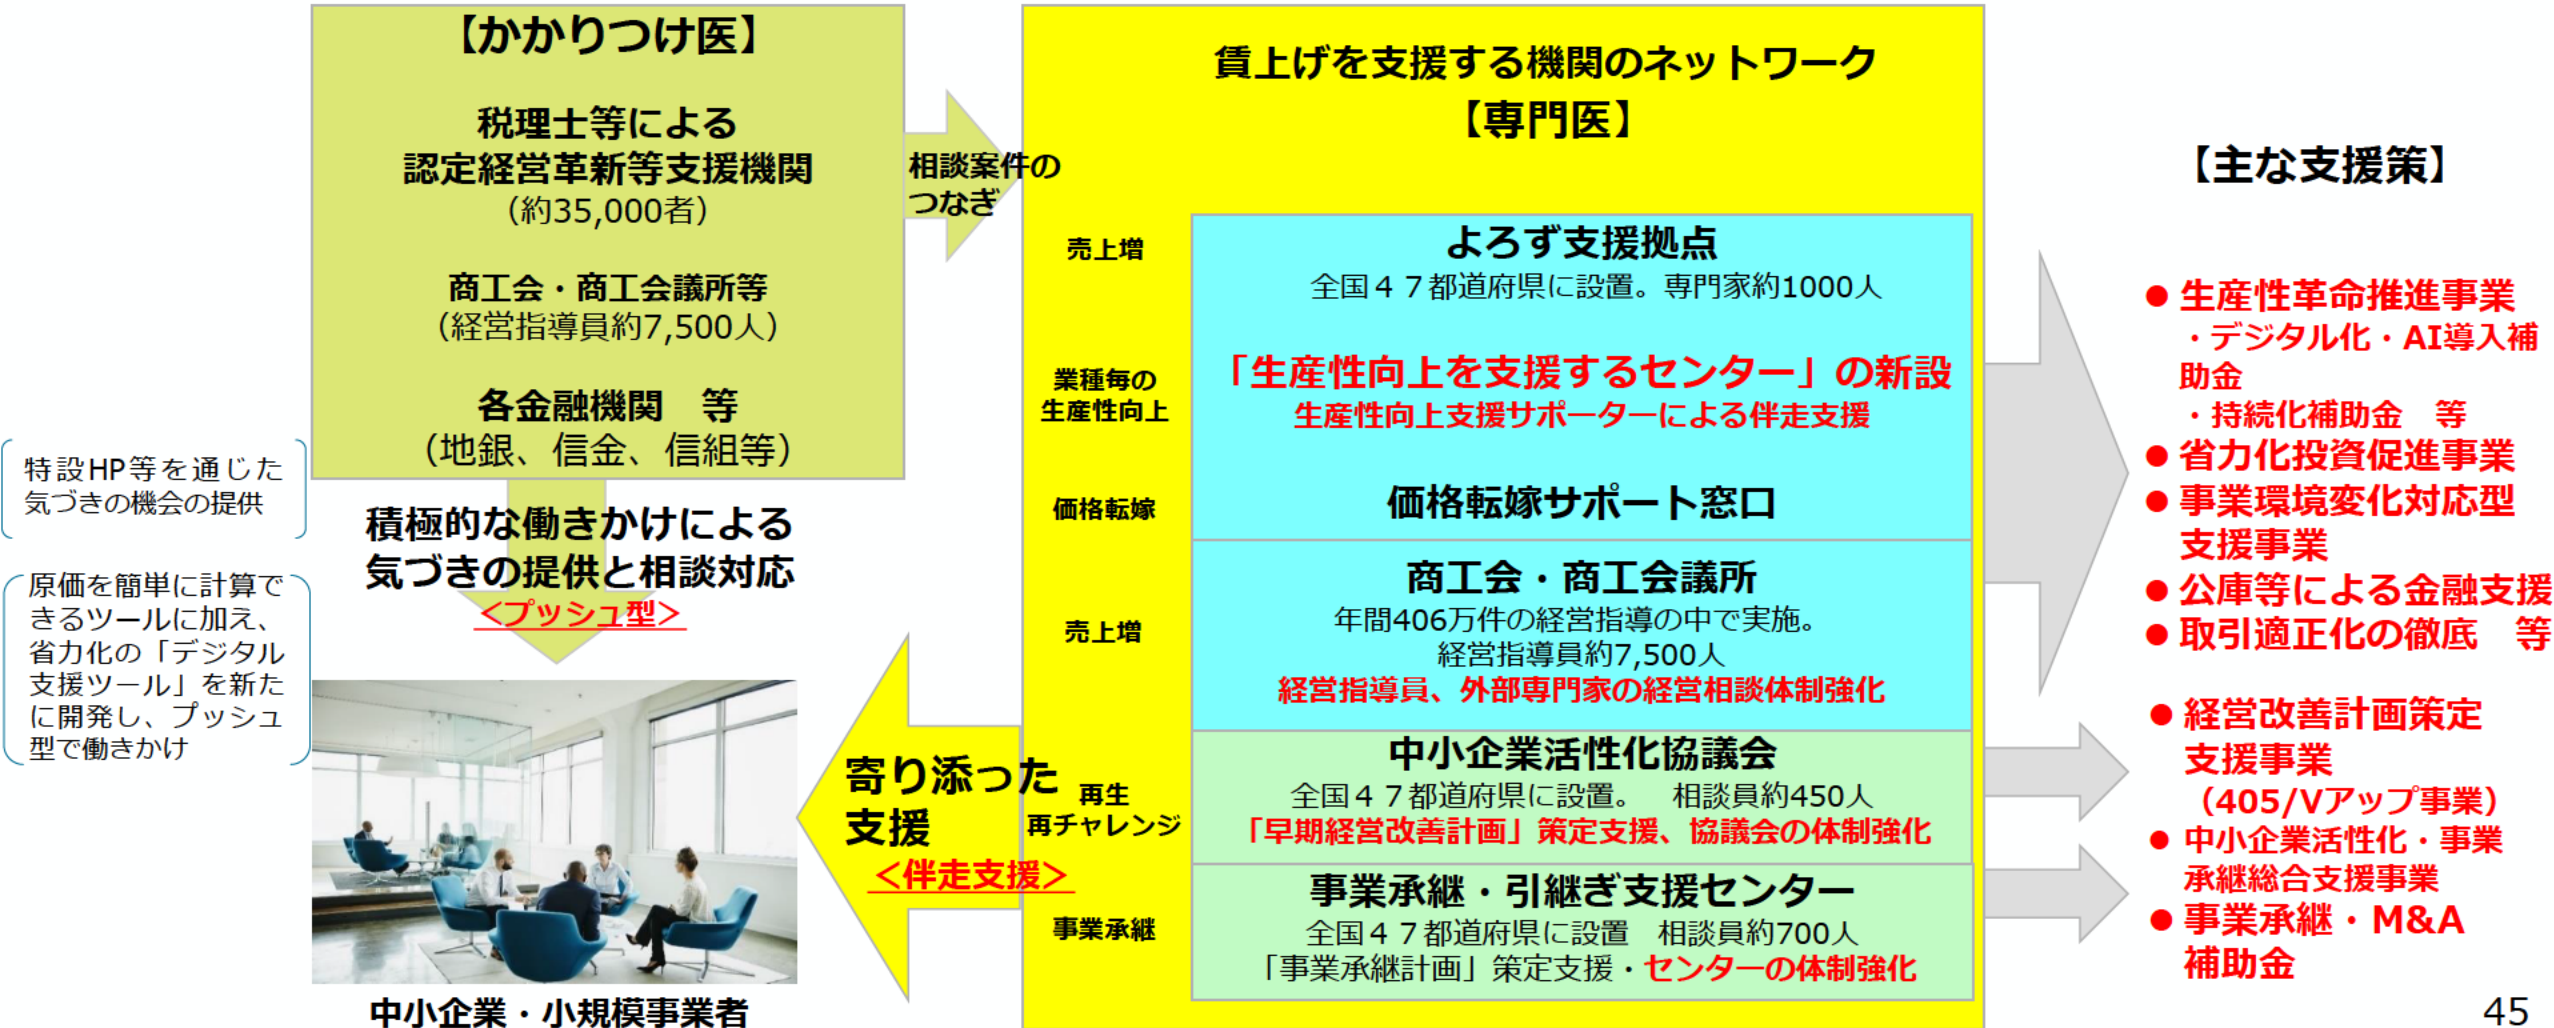 【かかりつけ医】
税理士等による
認定経営革新等支援機関
（約35,000者）
商工会・商工会議所等
（経営指導員約7,500人）
各金融機関　等
（地銀、信金、信組等）
特設HP等を通じた
気づきの機会の提供
原価を簡単に計算で
きるツールに加え、
省力化の「デジタル
支援ツール」を新た
に開発し、プッシュ
型で働きかけ
積極的な働きかけによる
気づきの提供と相談対応
＜プッシュ型＞
中小企業・小規模事業者
相談案件の
つなぎ
寄り添った
支援
＜伴走支援＞
賃上げを支援する機関のネットワーク
【専門医】
売上増
よろず支援拠点
全国４７都道府県に設置。専門家約1000人
業種毎の
生産性向上
「生産性向上を支援するセンター」の新設
生産性向上支援サポーターによる伴走支援
価格転嫁
価格転嫁サポート窓口
売上増
商工会・商工会議所
年間406万件の経営指導の中で実施。
経営指導員約7,500人
経営指導員、外部専門家の経営相談体制強化
再生
再チャレンジ
中小企業活性化協議会
全国４７都道府県に設置。　相談員約450人
「早期経営改善計画」策定支援、協議会の体制強化
事業承継
事業承継・引継ぎ支援センター
全国４７都道府県に設置　相談員約700人
「事業承継計画」策定支援・センターの体制強化
【主な支援策】
● 生産性革命推進事業
・デジタル化・AI導入補
助金
・持続化補助金　等
● 省力化投資促進事業
● 事業環境変化対応型
支援事業
● 公庫等による金融支援
● 取引適正化の徹底　等
● 経営改善計画策定
支援事業
（405/Vアップ事業）
● 中小企業活性化・事業
承継総合支援事業
● 事業承継・M&A
補助金
45